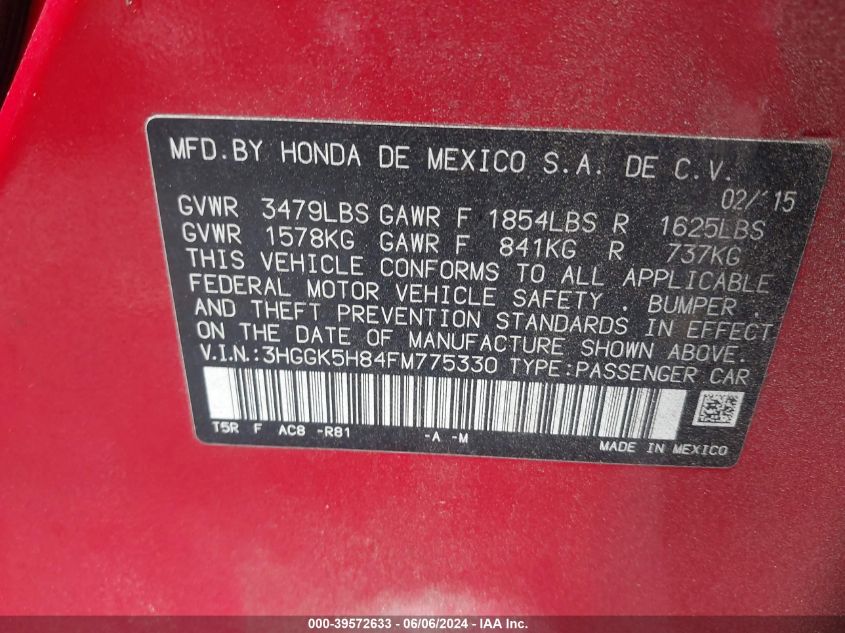 MFD.BY HONDA DE MEXICO S.A. DE C.V.
02/'15
GVWR 3479LBS GAWR F 1854LBS R 1625LBS
GVWR 1578KG GAWR F 841KG R 737KG
THIS VEHICLE CONFORMS TO ALL APPLICABLE
FEDERAL MOTOR VEHICLE SAFETY , BUMPER ,
AND THEFT PREVENTION STANDARDS IN EFFECT
ON THE DATE OF MANUFACTURE SHOWN ABOVE.
V.I.N.:3HGGK5H84FM775330 TYPE:PASSENGER CAR
T5R F AC8 -R81 -A -M
MADE IN MEXICO
000-39572633 - 06/06/2024 - IAA Inc.